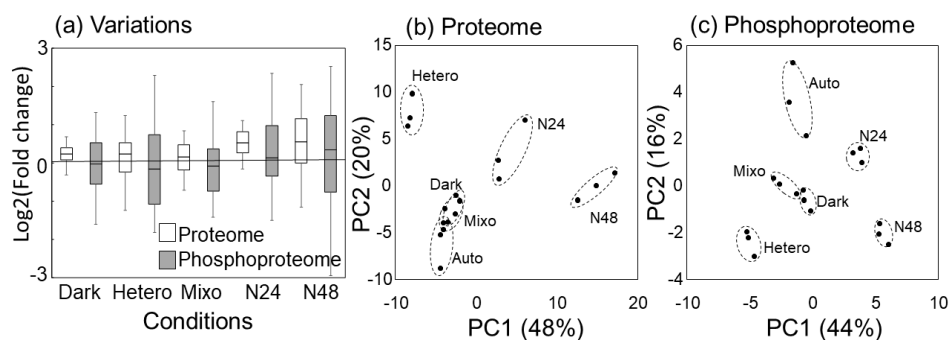 (a) Variations
3
0
-3
Log2(Fold change)
Proteome
Phosphoproteome
Dark Hetero Mixo N24 N48
Conditions
(b) Proteome
15
10
5
0
-5
-10
PC2 (20%)
Hetero
N24
Dark
Mixo
N48
Auto
-10 0 10 20
PC1 (48%)
(c) Phosphoproteome
6
4
2
0
-2
-4
PC2 (16%)
Auto
N24
Mixo
Dark
N48
Hetero
-10 -5 0 5 10
PC1 (44%)